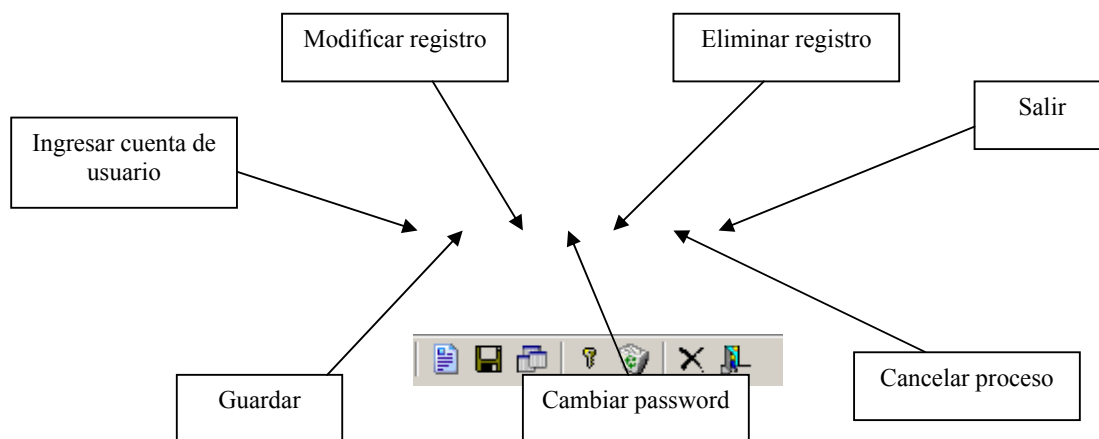 Modificar registro
Eliminar registro
Salir
Ingresar cuenta de
usuario
Guardar
Cambiar password
Cancelar proceso